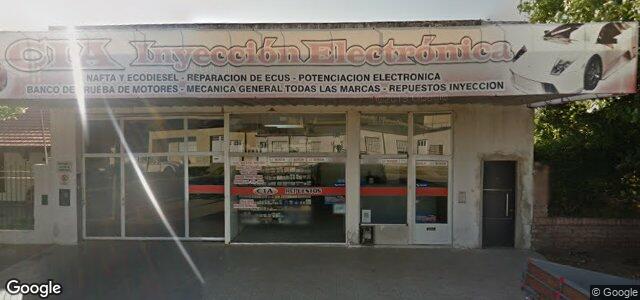 CIA Inyección Electrónica
NAFTA Y ECODIESEL - REPARACION DE ECUS - POTENCIACION ELECTRONICA
BANCO DE PRUEBA DE MOTORES - MECANICA GENERAL TODAS LAS MARCAS - REPUESTOS INYECCION
CIA REPUESTOS
Google
© Google